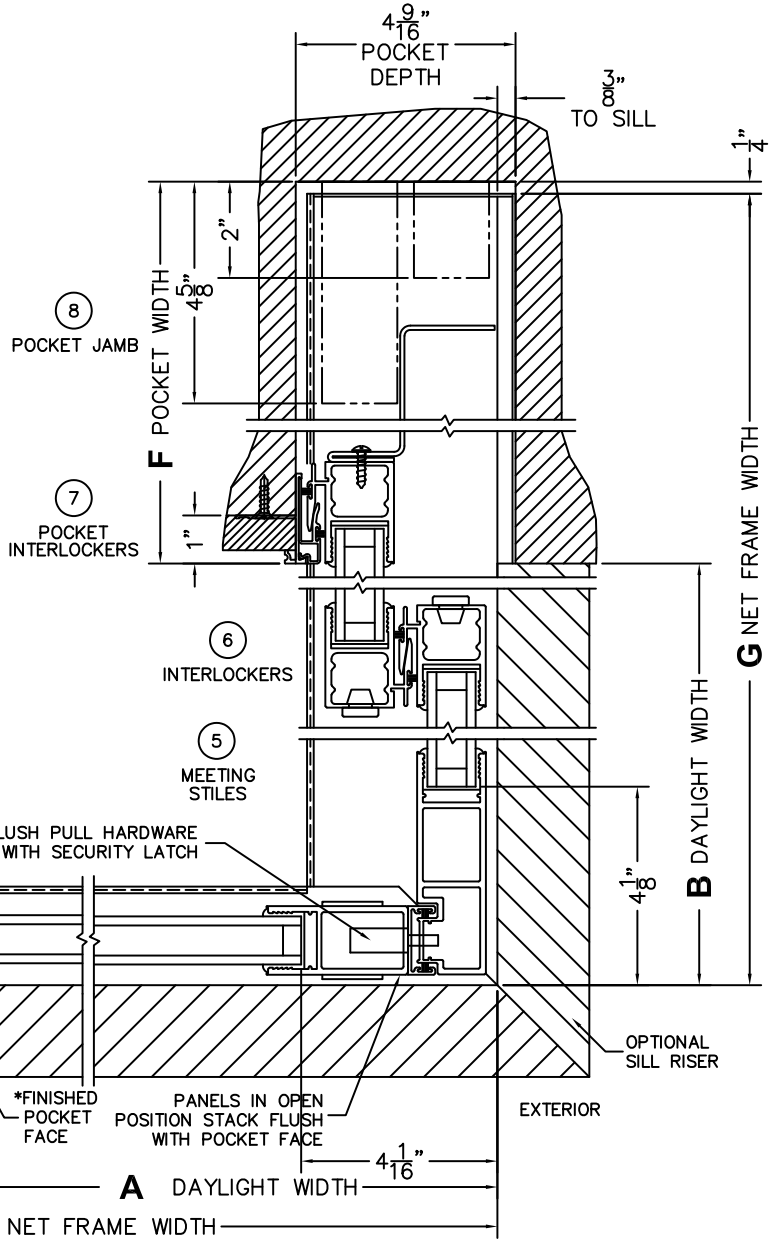 4 9/16"
POCKET
DEPTH
3/8"
TO SILL
1/4"
2"
4 5/8"
F POCKET WIDTH
8
POCKET JAMB
7
POCKET
INTERLOCKERS
1"
G NET FRAME WIDTH
6
INTERLOCKERS
5
MEETING
STILES
B DAYLIGHT WIDTH
LUSH PULL HARDWARE
WITH SECURITY LATCH
4 1/8"
OPTIONAL
SILL RISER
*FINISHED
POCKET
FACE
PANELS IN OPEN
POSITION STACK FLUSH
WITH POCKET FACE
EXTERIOR
4 1/16"
A DAYLIGHT WIDTH
NET FRAME WIDTH